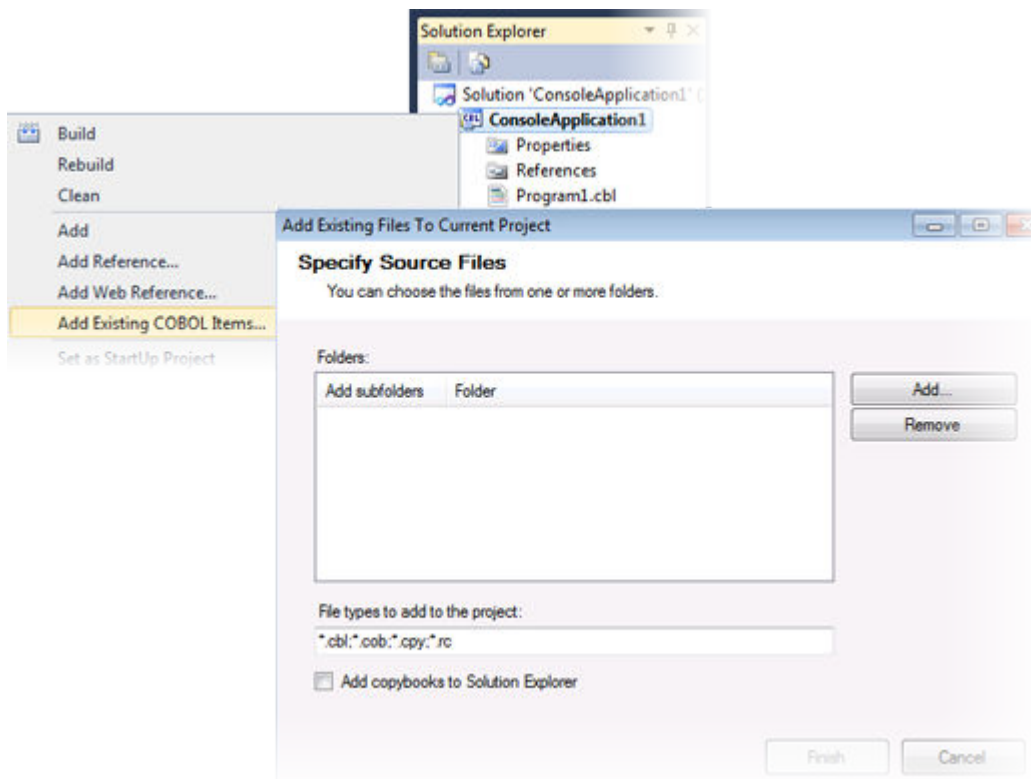 Solution Explorer
Solution 'ConsoleApplication1' (
ConsoleApplication1
Properties
References
Program1.cbl
Build
Rebuild
Clean
Add
Add Reference...
Add Web Reference...
Add Existing COBOL Items...
Set as StartUp Project
Add Existing Files To Current Project
Specify Source Files
You can choose the files from one or more folders.
Folders:
Add subfolders Folder
Add...
Remove
File types to add to the project:
*.cbl;*.cob;*.cpy;*.rc
Add copybooks to Solution Explorer
Finish Cancel